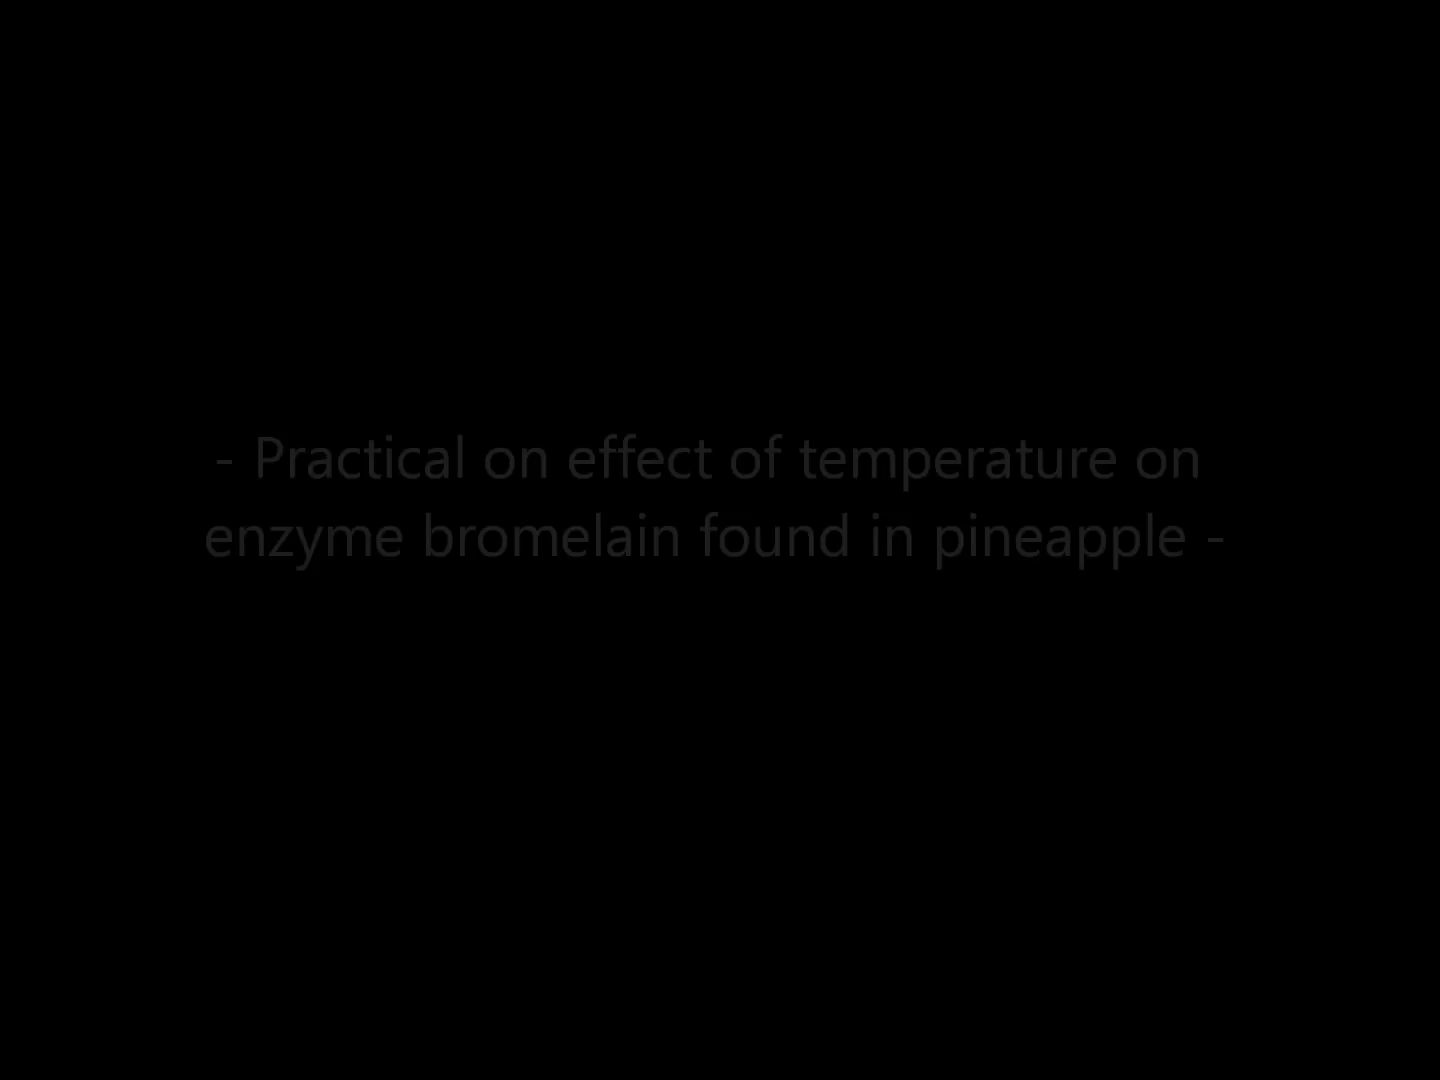 - Practical on effect of temperature on
enzyme bromelain found in pineapple -